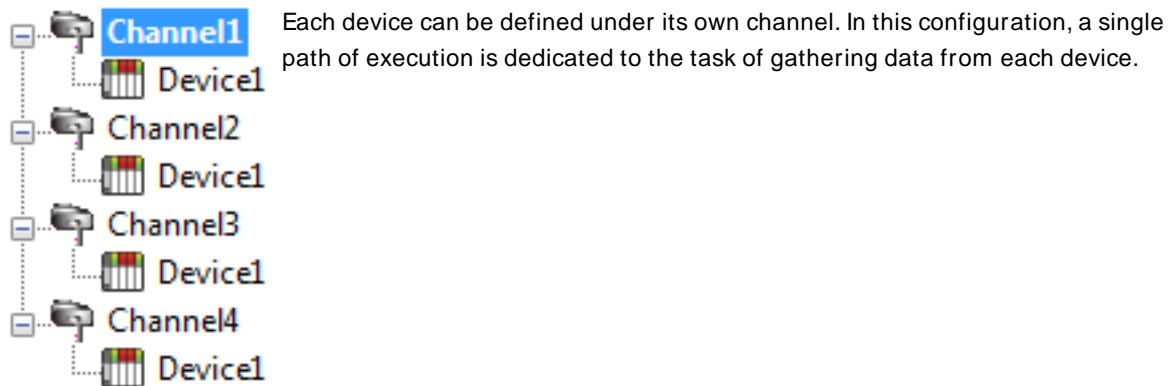 Channel1
Device1
Channel2
Device1
Channel3
Device1
Channel4
Device1
Each device can be defined under its own channel. In this configuration, a single
path of execution is dedicated to the task of gathering data from each device.